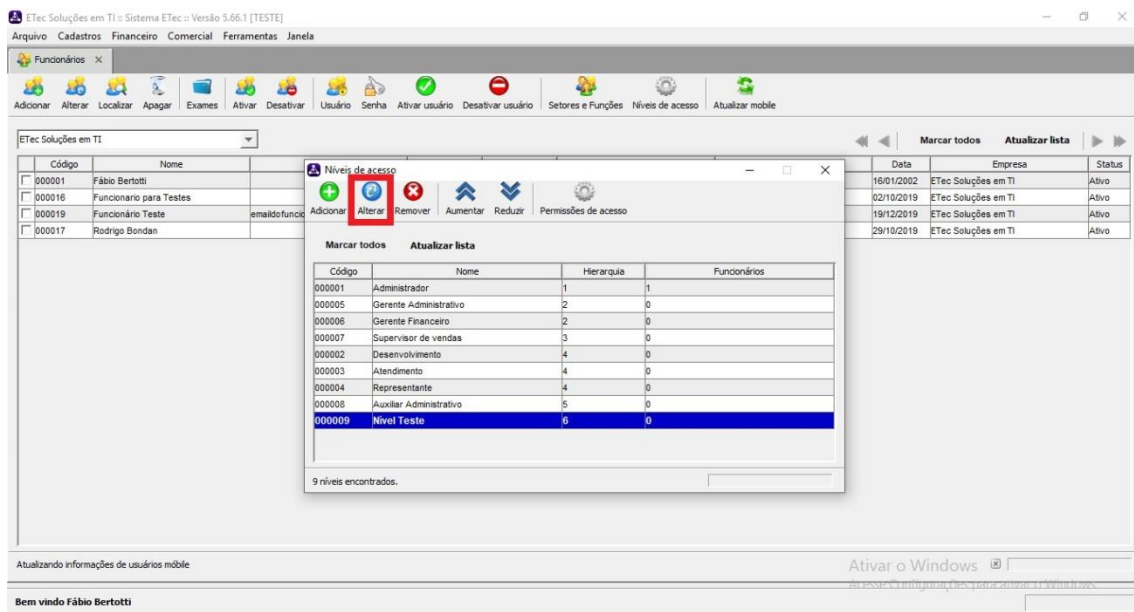 ETec Soluções em TI :: Sistema ETec :: Versão 5.66.1 [TESTE]
Arquivo Cadastros Financeiro Comercial Ferramentas Janela
Funcionários
Adicionar Alterar Localizar Apagar Exames Ativar Desativar Usuário Senha Ativar usuário Desativar usuário Setores e Funções Níveis de acesso Atualizar mobile
ETec Soluções em TI Marcar todos Atualizar lista
Código Nome Data Empresa Status
000001 Fábio Bertotti 16/01/2002 ETec Soluções em TI Ativo
000016 Funcionario para Testes 02/10/2019 ETec Soluções em TI Ativo
000019 Funcionário Teste emaildofuncio 19/12/2019 ETec Soluções em TI Ativo
000017 Rodrigo Bondan 29/10/2019 ETec Soluções em TI Ativo
Níveis de acesso
Adicionar Alterar Remover Aumentar Reduzir Permissões de acesso
Marcar todos Atualizar lista
Código Nome Hierarquia Funcionários
000001 Administrador 1 1
000005 Gerente Administrativo 2 0
000006 Gerente Financeiro 2 0
000007 Supervisor de vendas 3 0
000002 Desenvolvimento 4 0
000003 Atendimento 4 0
000004 Representante 4 0
000008 Auxiliar Administrativo 5 0
000009 Nível Teste 6 0
9 níveis encontrados.
Atualizando informações de usuários móbile
Ativar o Windows
Acesse Configurações para ativar o Windows.
Bem vindo Fábio Bertotti